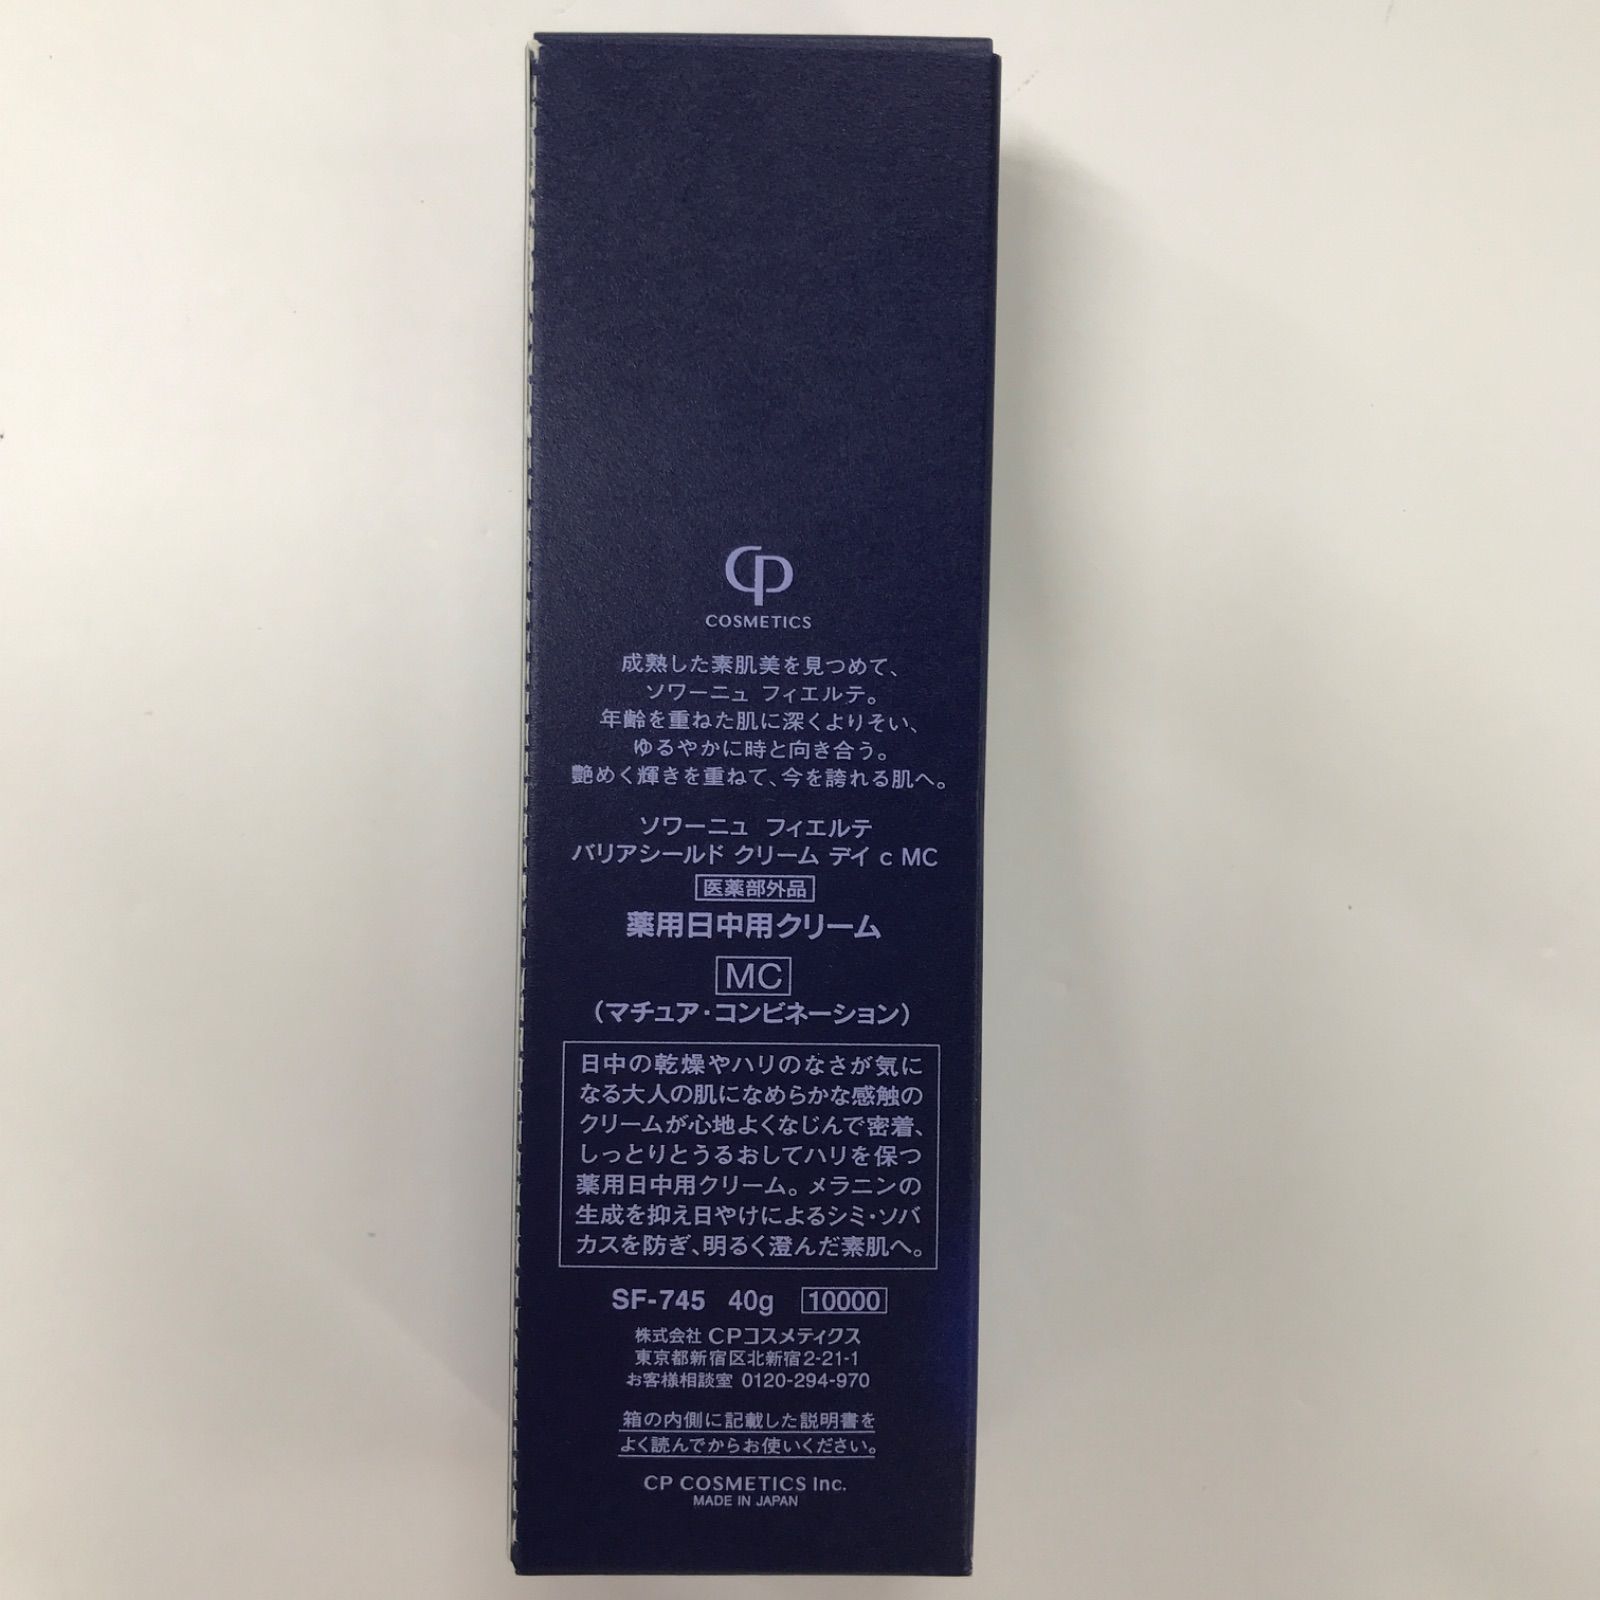 CP
COSMETICS
成熟した素肌美を見つめて、
ソワーニュ フィエルテ。
年齢を重ねた肌に深くよりそい、
ゆるやかに時と向き合う。
艶めく輝きを重ねて、今を誇れる肌へ。
ソワーニュ フィエルテ
バリアシールド クリーム デイ c MC
医薬部外品
薬用日中用クリーム
MC
（マチュア・コンビネーション）
日中の乾燥やハリのなさが気に
なる大人の肌になめらかな感触の
クリームが心地よくなじんで密着、
しっとりとうるおしてハリを保つ
薬用日中用クリーム。メラニンの
生成を抑え日やけによるシミ・ソバ
カスを防ぎ、明るく澄んだ素肌へ。
SF-745 40g 10000
株式会社 CPコスメティクス
東京都新宿区北新宿2-21-1
お客様相談室 0120-294-970
箱の内側に記載した説明書を
よく読んでからお使いください。
CP COSMETICS Inc.
MADE IN JAPAN